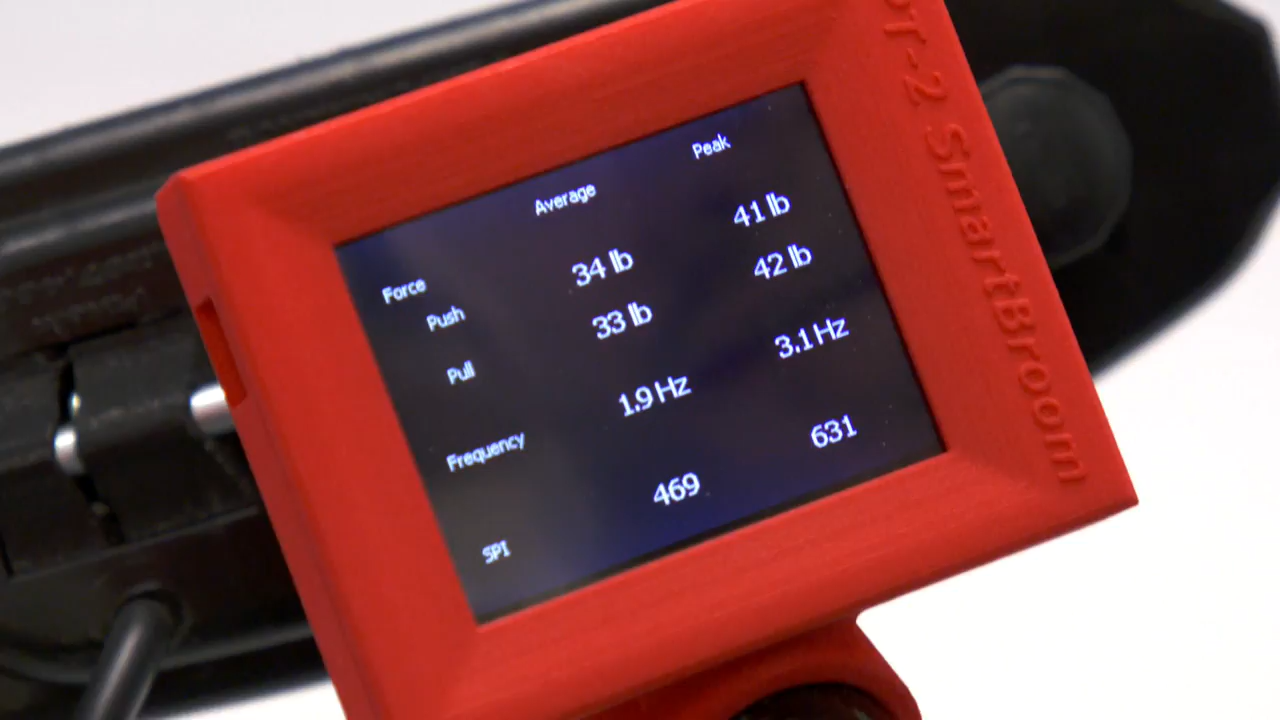 Average Peak
Force
Push 34 lb 41 lb
Pull 33 lb 42 lb
Frequency 1.9 Hz 3.1 Hz
SPI 469 631
SmartBroom